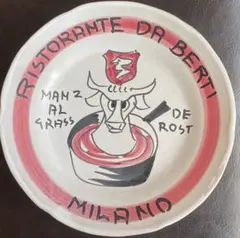 RISTORANTE DA BERTI
MANZ
AL
GRASS
DE
ROST
MILANO